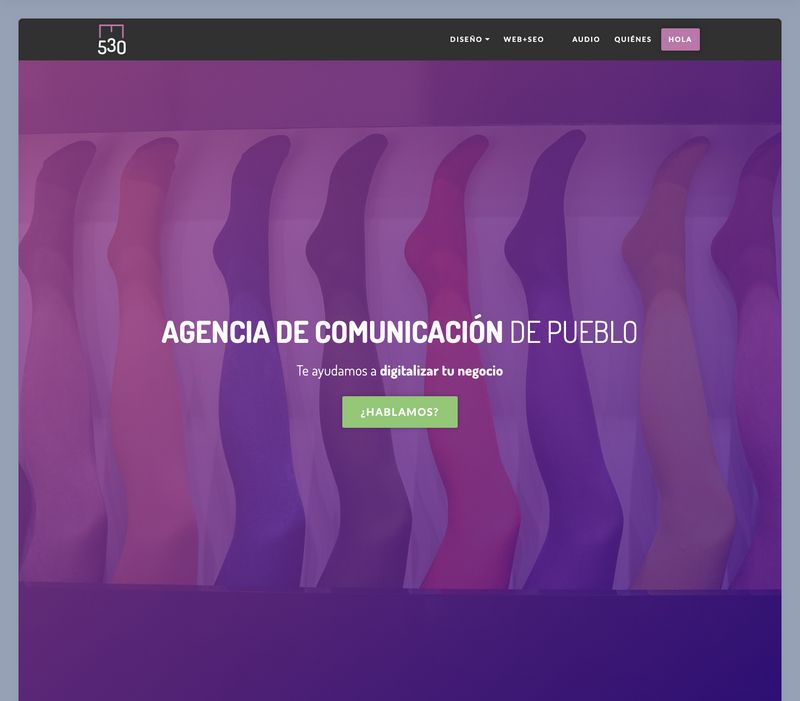 530
DISEÑO WEB+SEO AUDIO QUIÉNES HOLA
AGENCIA DE COMUNICACIÓN DE PUEBLO
Te ayudamos a digitalizar tu negocio
¿HABLAMOS?